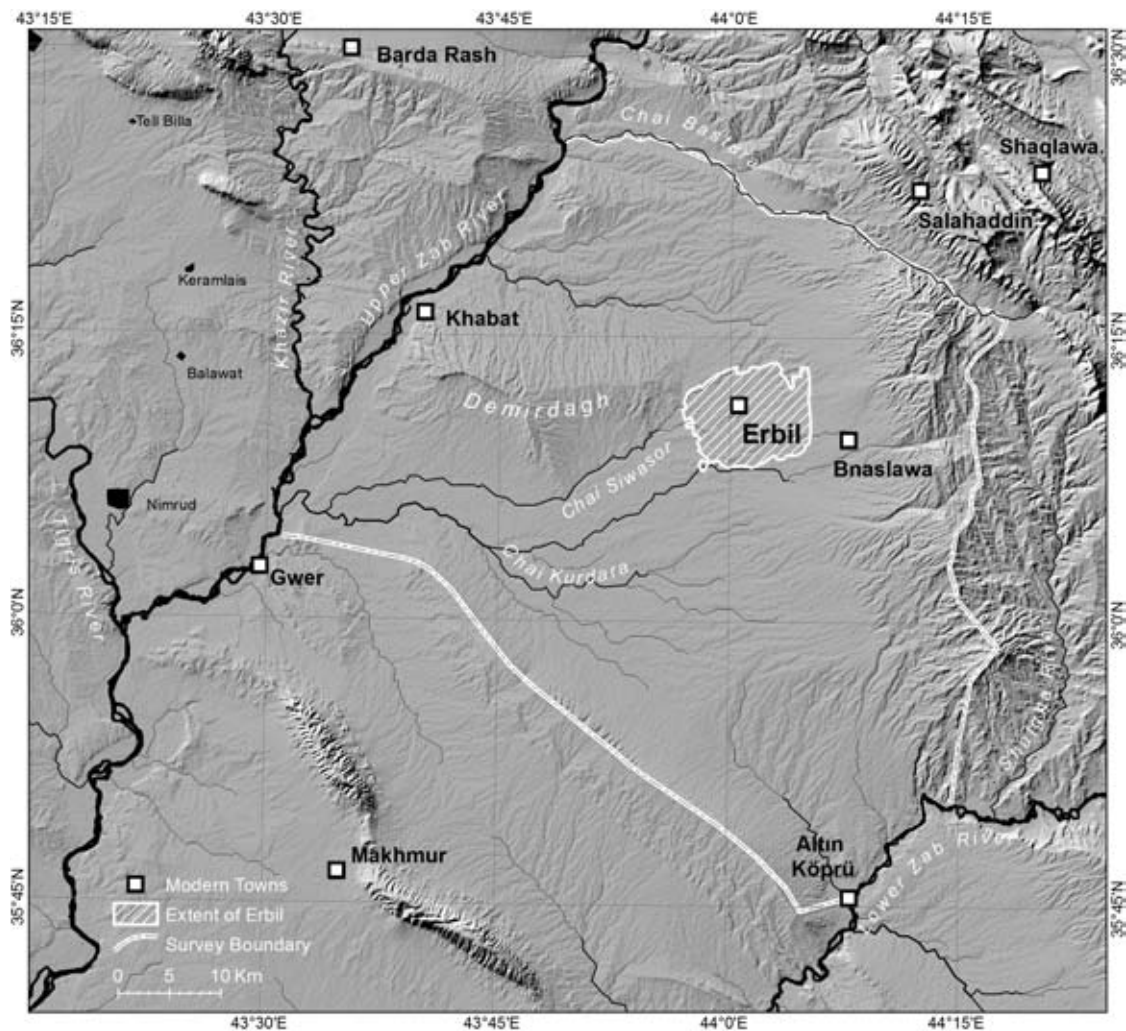 43°15'E
43°30'E
43°45'E
44°0'E
44°15'E
36°30'N
Barda Rash
Tell Billa
Chai Bastora
Shaqlawa
Salahaddin
Khazir River
Upper Zab River
Keramlais
36°15'N
Khabat
36°15'N
Balawat
Demirdagh
Erbil
Bnaslawa
Chai Siwasor
Nimrud
Tigris River
Chai Kurdara
Gwer
36°0'N
36°0'N
Altın
Köprü
Lower Zab River
Makhmur
35°45'N
35°45'N
Modern Towns
Extent of Erbil
Survey Boundary
0 5 10 Km
43°30'E
43°45'E
44°0'E
44°15'E